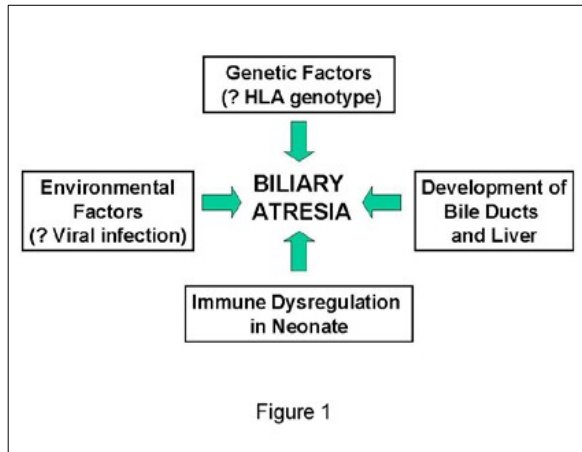 Genetic Factors
(? HLA genotype)
Environmental
Factors
(? Viral infection)
BILIARY
ATRESIA
Development of
Bile Ducts
and Liver
Immune Dysregulation
in Neonate
Figure 1